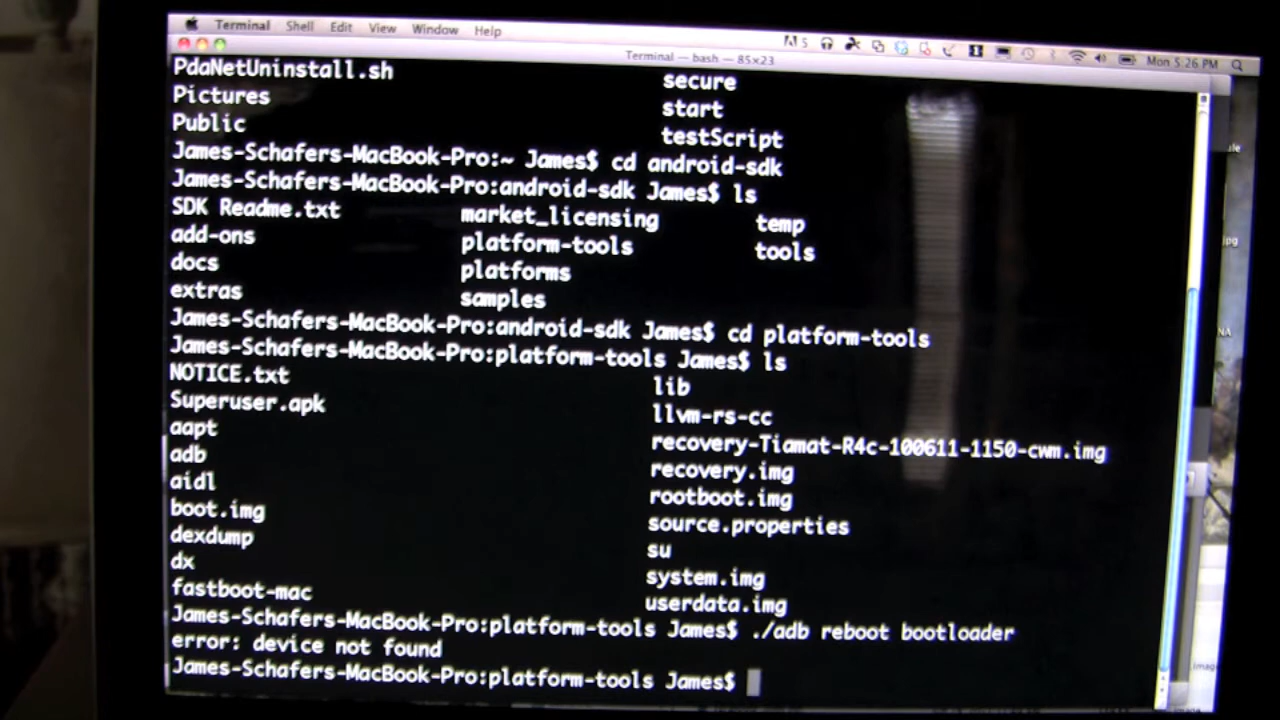 Terminal Shell Edit View Window Help
5 Mon 5:26 PM
Terminal — bash — 85x23
PdaNetUninstall.sh secure
Pictures start
Public testScript
James-Schafers-MacBook-Pro:~ James$ cd android-sdk
James-Schafers-MacBook-Pro:android-sdk James$ ls
SDK Readme.txt market_licensing temp
add-ons platform-tools tools
docs platforms
extras samples
James-Schafers-MacBook-Pro:android-sdk James$ cd platform-tools
James-Schafers-MacBook-Pro:platform-tools James$ ls
NOTICE.txt lib
Superuser.apk llvm-rs-cc
aapt recovery-Tiamat-R4c-100611-1150-cwm.img
adb recovery.img
aidl rootboot.img
boot.img source.properties
dexdump su
dx system.img
fastboot-mac userdata.img
James-Schafers-MacBook-Pro:platform-tools James$ ./adb reboot bootloader
error: device not found
James-Schafers-MacBook-Pro:platform-tools James$